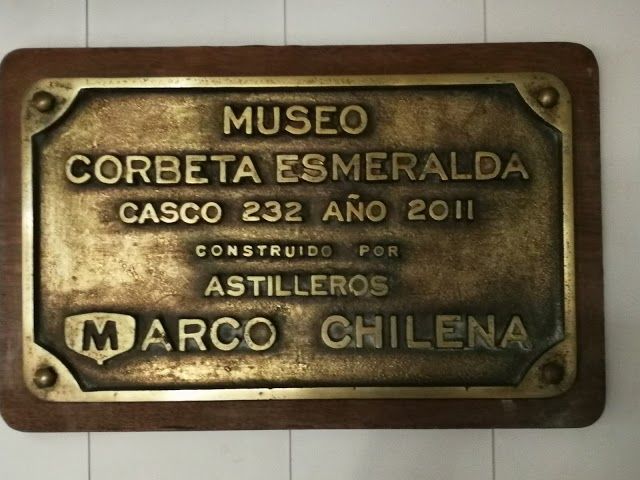 MUSEO
CORBETA ESMERALDA
CASCO 232 AÑO 2011
CONSTRUIDO POR
ASTILLEROS
MARCO CHILENA